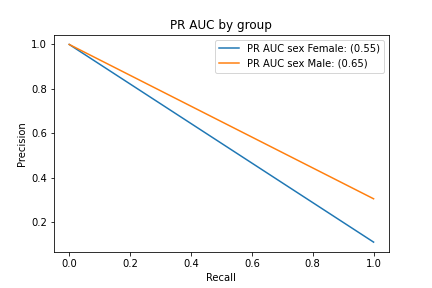 PR AUC by group
PR AUC sex Female: (0.55)
PR AUC sex Male: (0.65)
1.0
0.8
0.6
0.4
0.2
Precision
0.0 0.2 0.4 0.6 0.8 1.0
Recall